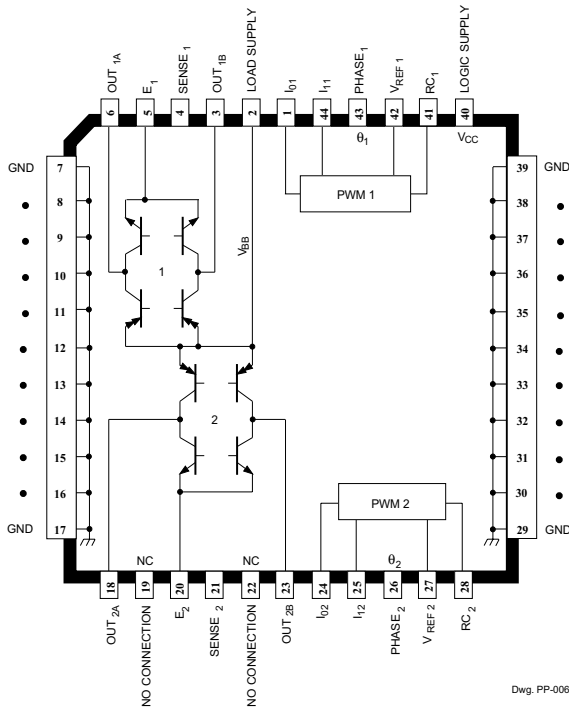 OUT 1A
E1
SENSE 1
OUT 1B
LOAD SUPPLY
I01
I11
PHASE 1
VREF 1
RC1
LOGIC SUPPLY
6
5
4
3
2
1
44
43
42
41
40
θ1
VCC
GND
7
39
GND
PWM 1
8
38
9
37
VBB
10
1
36
11
35
12
34
13
33
14
2
32
15
31
16
PWM 2
30
GND
17
29
GND
NC
NC
θ2
18
19
20
21
22
23
24
25
26
27
28
OUT 2A
NO CONNECTION
E2
SENSE 2
NO CONNECTION
OUT 2B
I02
I12
PHASE 2
V REF 2
RC 2
Dwg. PP-006